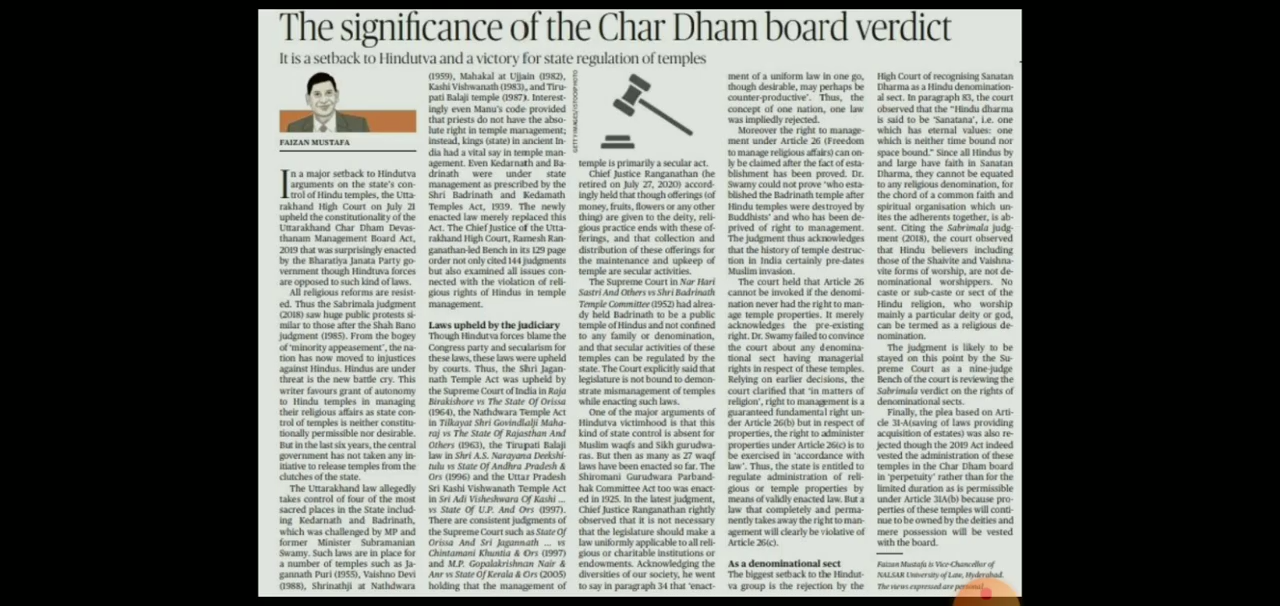 The significance of the Char Dham board verdict
It is a setback to Hindutva and a victory for state regulation of temples
FAIZAN MUSTAFA
In a major setback to Hindutva
arguments on the state's con-
trol of Hindu temples, the Utta-
rakhand High Court on July 21
upheld the constitutionality of the
Uttarakhand Char Dham Devas-
thanam Management Board Act,
2019 that was surprisingly enacted
by the Bharatiya Janata Party go-
vernment though Hindtuva forces
are opposed to such kind of laws.
All religious reforms are resist-
ed. Thus the Sabrimala judgment
(2018) saw huge public protests si-
milar to those after the Shah Bano
judgment (1985). From the bogey
of 'minority appeasement', the na-
tion has now moved to injustices
against Hindus. Hindus are under
threat is the new battle cry. This
writer favours grant of autonomy
to Hindu temples in managing
their religious affairs as state con-
trol of temples is neither constitu-
tionally permissible nor desirable.
But in the last six years, the central
government has not taken any in-
itiative to release temples from the
clutches of the state.
The Uttarakhand law allegedly
takes control of four of the most
sacred places in the State includ-
ing Kedarnath and Badrinath,
which was challenged by MP and
former Minister Subramanian
Swamy. Such laws are in place for
a number of temples such as Ja-
gannath Puri (1955), Vaishno Devi
(1988), Shrinathji at Nathdwara
(1959), Mahakal at Ujjain (1982),
Kashi Vishwanath (1983), and Tiru-
pati Balaji temple (1987). Interest-
ingly even Manu's code provided
that priests do not have the abso-
lute right in temple management;
instead, kings (state) in ancient In-
dia had a vital say in temple man-
agement. Even Kedarnath and Ba-
drinath were under state
management as prescribed by the
Shri Badrinath and Kedarnath
Temples Act, 1939. The newly
enacted law merely replaced this
Act. The Chief Justice of the Utta-
rakhand High Court, Ramesh Ran-
ganathan-led Bench in its 129 page
order not only cited 144 judgments
but also examined all issues con-
nected with the violation of reli-
gious rights of Hindus in temple
management.
Laws upheld by the judiciary
Though Hindutva forces blame the
Congress party and secularism for
these laws, these laws were upheld
by courts. Thus, the Shri Jagan-
nath Temple Act was upheld by
the Supreme Court of India in Raja
Birakishore vs The State Of Orissa
(1964), the Nathdwara Temple Act
in Tilkayat Shri Govindlalji Maha-
raj vs The State Of Rajasthan And
Others (1963), the Tirupati Balaji
law in Shri A.S. Narayana Deekshi-
tulu vs State Of Andhra Pradesh &
Ors (1996) and the Uttar Pradesh
Sri Kashi Vishwanath Temple Act
in Sri Adi Visheshwara Of Kashi ...
vs State Of U.P. And Ors (1997).
There are consistent judgments of
the Supreme Court such as State Of
Orissa And Sri Jagannath ... vs
Chintamani Khuntia & Ors (1997)
and M.P. Gopalakrishnan Nair &
Anr vs State Of Kerala & Ors (2005)
holding that the management of
GETTY IMAGES/ISTOCKPHOTO
temple is primarily a secular act.
Chief Justice Ranganathan (he
retired on July 27, 2020) accord-
ingly held that though offerings (of
money, fruits, flowers or any other
thing) are given to the deity, reli-
gious practice ends with these of-
ferings, and that collection and
distribution of these offerings for
the maintenance and upkeep of
temple are secular activities.
The Supreme Court in Nar Hari
Sastri And Others vs Shri Badrinath
Temple Committee (1952) had alrea-
dy held Badrinath to be a public
temple of Hindus and not confined
to any family or denomination,
and that secular activities of these
temples can be regulated by the
state. The Court explicitly said that
legislature is not bound to demon-
strate mismanagement of temples
while enacting such laws.
One of the major arguments of
Hindutva victimhood is that this
kind of state control is absent for
Muslim waqfs and Sikh gurudwa-
ras. But then as many as 27 waqf
laws have been enacted so far. The
Shiromani Gurudwara Parband-
hak Committee Act too was enact-
ed in 1925. In the latest judgment,
Chief Justice Ranganathan rightly
observed that it is not necessary
that the legislature should make a
law uniformly applicable to all reli-
gious or charitable institutions or
endowments. Acknowledging the
diversities of our society, he went
to say in paragraph 34 that 'enact-
ment of a uniform law in one go,
though desirable, may perhaps be
counter-productive'. Thus, the
concept of one nation, one law
was impliedly rejected.
Moreover the right to manage-
ment under Article 26 (Freedom
to manage religious affairs) can on-
ly be claimed after the fact of esta-
blishment has been proved. Dr.
Swamy could not prove 'who esta-
blished the Badrinath temple after
Hindu temples were destroyed by
Buddhists' and who has been de-
prived of right to management.
The judgment thus acknowledges
that the history of temple destruc-
tion in India certainly pre-dates
Muslim invasion.
The court held that Article 26
cannot be invoked if the denomi-
nation never had the right to man-
age temple properties. It merely
acknowledges the pre-existing
right. Dr. Swamy failed to convince
the court about any denomina-
tional sect having managerial
rights in respect of these temples.
Relying on earlier decisions, the
court clarified that 'in matters of
religion', right to management is a
guaranteed fundamental right un-
der Article 26(b) but in respect of
properties, the right to administer
properties under Article 26(c) is to
be exercised in 'accordance with
law'. Thus, the state is entitled to
regulate administration of reli-
gious or temple properties by
means of validly enacted law. But a
law that completely and perma-
nently takes away the right to man-
agement will clearly be violative of
Article 26(c).
As a denominational sect
The biggest setback to the Hindut-
va group is the rejection by the
High Court of recognising Sanatan
Dharma as a Hindu denomination-
al sect. In paragraph 83, the court
observed that the "Hindu dharma
is said to be 'Sanatana', i.e. one
which has eternal values: one
which is neither time bound nor
space bound." Since all Hindus by
and large have faith in Sanatan
Dharma, they cannot be equated
to any religious denomination, for
the chord of a common faith and
spiritual organisation which un-
ites the adherents together, is ab-
sent. Citing the Sabrimala judg-
ment (2018), the court observed
that Hindu believers including
those of the Shaivite and Vaishna-
vite forms of worship, are not de-
nominational worshippers. No
caste or sub-caste or sect of the
Hindu religion, who worship
mainly a particular deity or god,
can be termed as a religious de-
nomination.
The judgment is likely to be
stayed on this point by the Su-
preme Court as a nine-judge
Bench of the court is reviewing the
Sabrimala verdict on the rights of
denominational sects.
Finally, the plea based on Arti-
cle 31-A(saving of laws providing
acquisition of estates) was also re-
jected though the 2019 Act indeed
vested the administration of these
temples in the Char Dham board
in 'perpetuity' rather than for the
limited duration as is permissible
under Article 31A(b) because pro-
perties of these temples will conti-
nue to be owned by the deities and
mere possession will be vested
with the board.
Faizan Mustafa is Vice-Chancellor of
NALSAR University of Law, Hyderabad.
The views expressed are personal